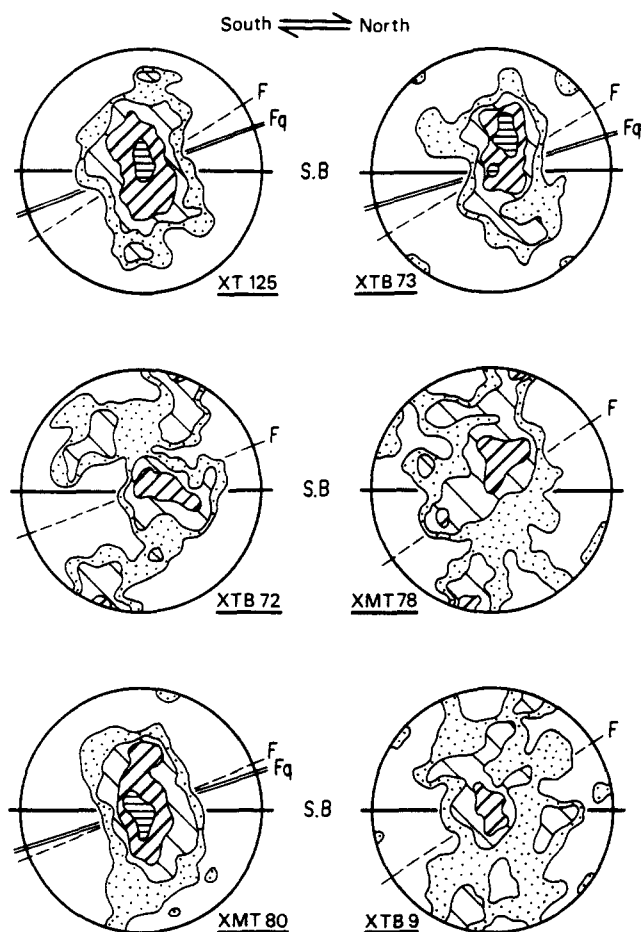 South North
F
Fq
S.B
XT 125
F
Fq
XTB 73
F
S.B
XTB 72
F
XMT 78
F
Fq
S.B
XMT 80
F
XTB 9